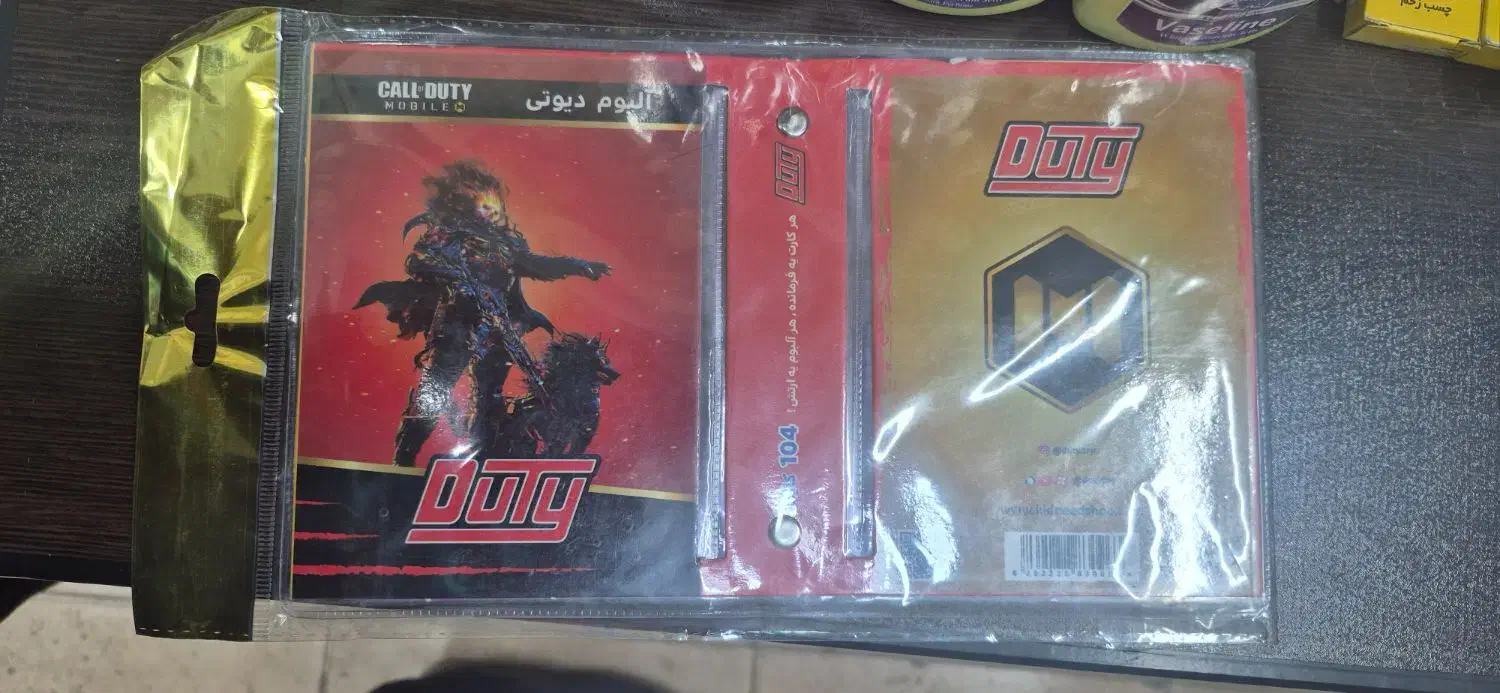 CALL OF DUTY
MOBILE
آلبوم دیوتی
DUTY
DUTY
هر کارت یه فرمانده، هر آلبوم یه ارتش!
104
DUTY
Vaseline
چسب زخم